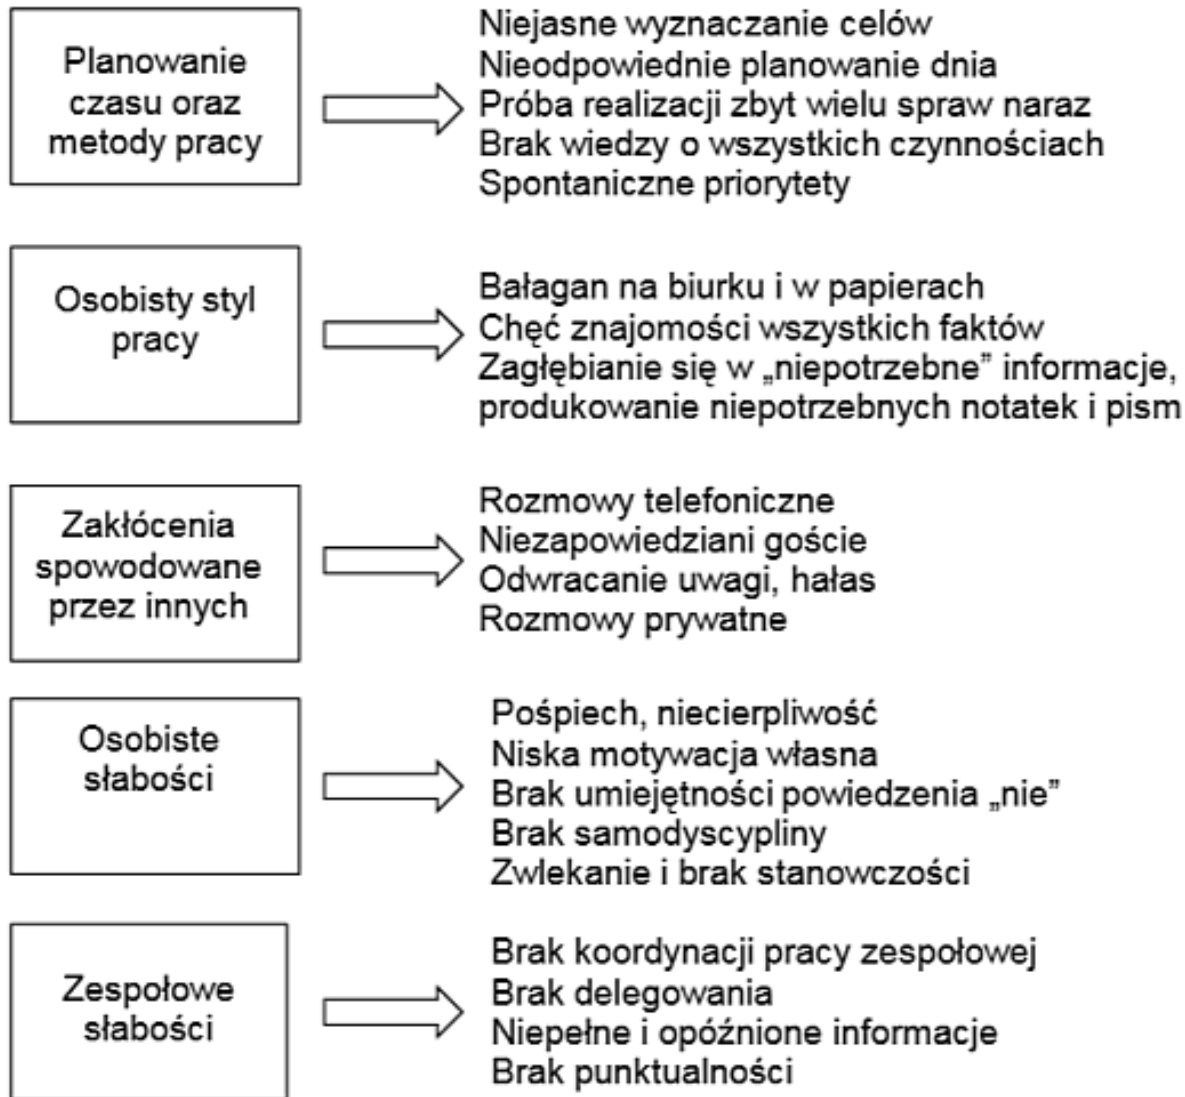 Planowanie
czasu oraz
metody pracy
Niejasne wyznaczanie celów
Nieodpowiednie planowanie dnia
Próba realizacji zbyt wielu spraw naraz
Brak wiedzy o wszystkich czynnościach
Spontaniczne priorytety
Osobisty styl
pracy
Bałagan na biurku i w papierach
Chęć znajomości wszystkich faktów
Zagłębianie się w „niepotrzebne” informacje,
produkowanie niepotrzebnych notatek i pism
Zakłócenia
spowodowane
przez innych
Rozmowy telefoniczne
Niezapowiedziani goście
Odwracanie uwagi, hałas
Rozmowy prywatne
Osobiste
słabości
Pośpiech, niecierpliwość
Niska motywacja własna
Brak umiejętności powiedzenia „nie”
Brak samodyscypliny
Zwlekanie i brak stanowczości
Zespołowe
słabości
Brak koordynacji pracy zespołowej
Brak delegowania
Niepełne i opóźnione informacje
Brak punktualności